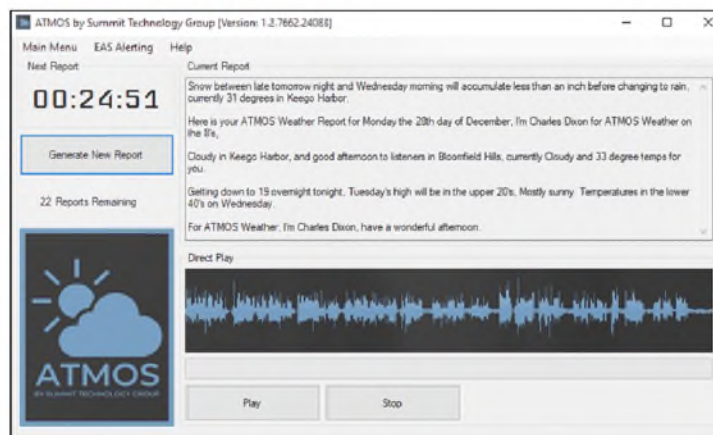 ATMOS by Summit Technology Group [Version: 1.2.7662.24088]
Main Menu EAS Alerting Help
Next Report
00:24:51
Generate New Report
22 Reports Remaining
ATMOS
BY SUMMIT TECHNOLOGY GROUP
Current Report
Snow between late tomorrow night and Wednesday morning will accumulate less than an inch before changing to rain,
currently 31 degrees in Keego Harbor.
Here is your ATMOS Weather Report for Monday the 28th day of December, I'm Charles Dixon for ATMOS Weather on
the 8's,
Cloudy in Keego Harbor, and good afternoon to listeners in Bloomfield Hills, currently Cloudy and 33 degree temps for
you.
Getting down to 19 overnight tonight, Tuesday's high will be in the upper 20's, Mostly sunny Temperatures in the lower
40's on Wednesday.
For ATMOS Weather, I'm Charles Dixon, have a wonderful afternoon.
Direct Play
Play Stop